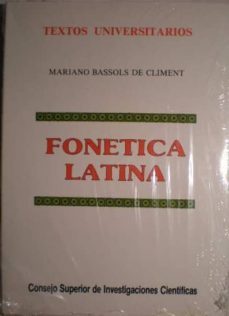 TEXTOS UNIVERSITARIOS
MARIANO BASSOLS DE CLIMENT
FONETICA
LATINA
Consejo Superior de Investigaciones Científicas